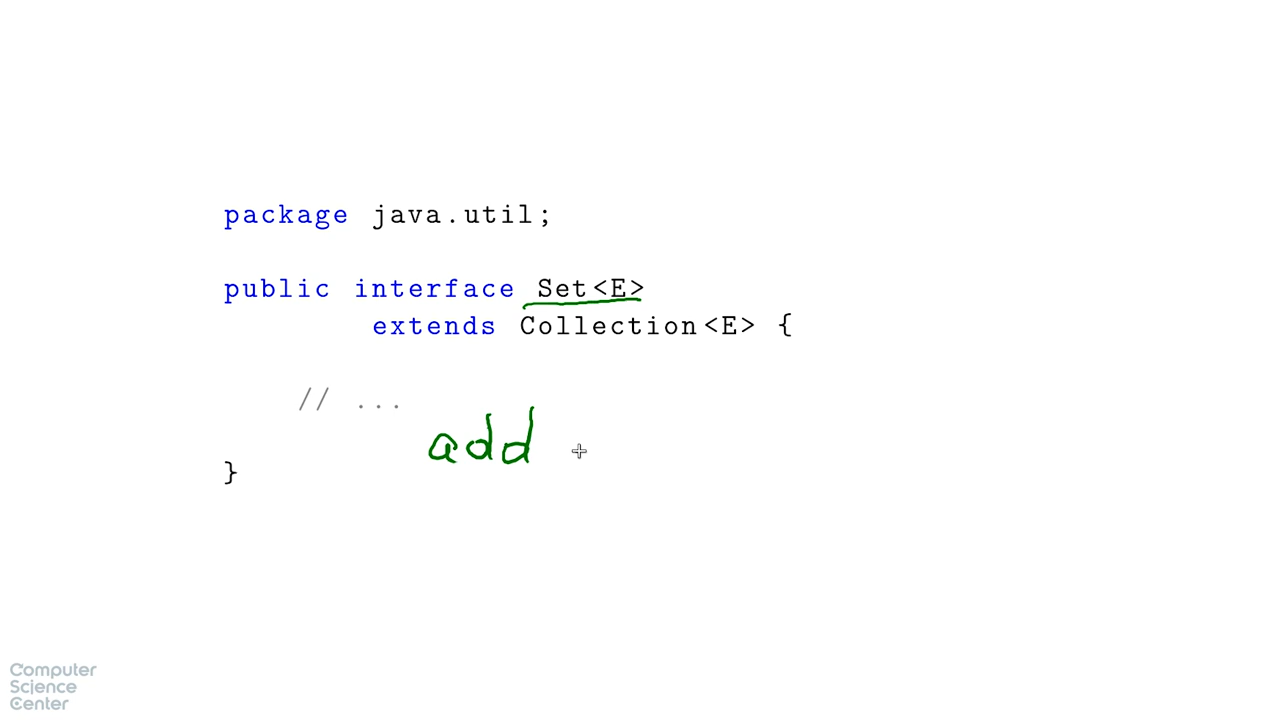 package java.util;
public interface Set<E>
extends Collection<E> {
// ...
add
}
Computer
Science
Center